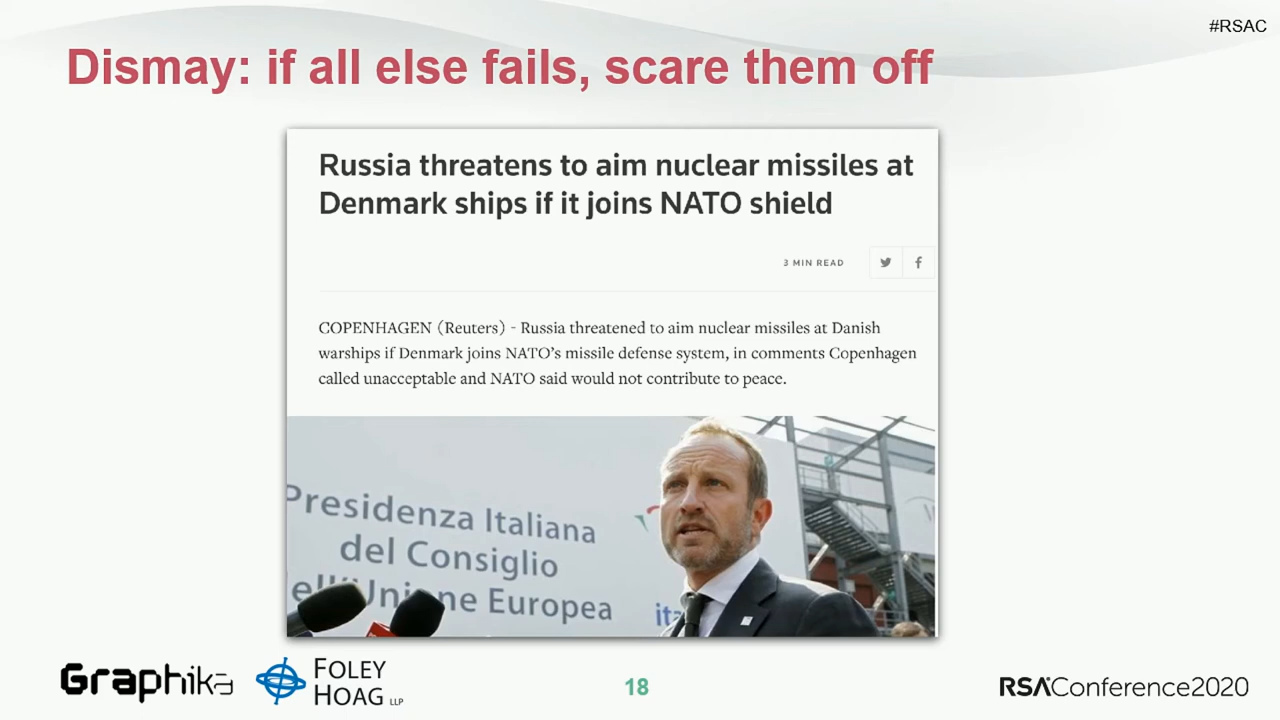 #RSAC
Dismay: if all else fails, scare them off
Russia threatens to aim nuclear missiles at
Denmark ships if it joins NATO shield
3 MIN READ
COPENHAGEN (Reuters) - Russia threatened to aim nuclear missiles at Danish
warships if Denmark joins NATO's missile defense system, in comments Copenhagen
called unacceptable and NATO said would not contribute to peace.
Presidenza Italiana
del Consiglio
ell'Unione Europea
ita
Graphika
FOLEY
HOAG LLP
18
RSAConference2020